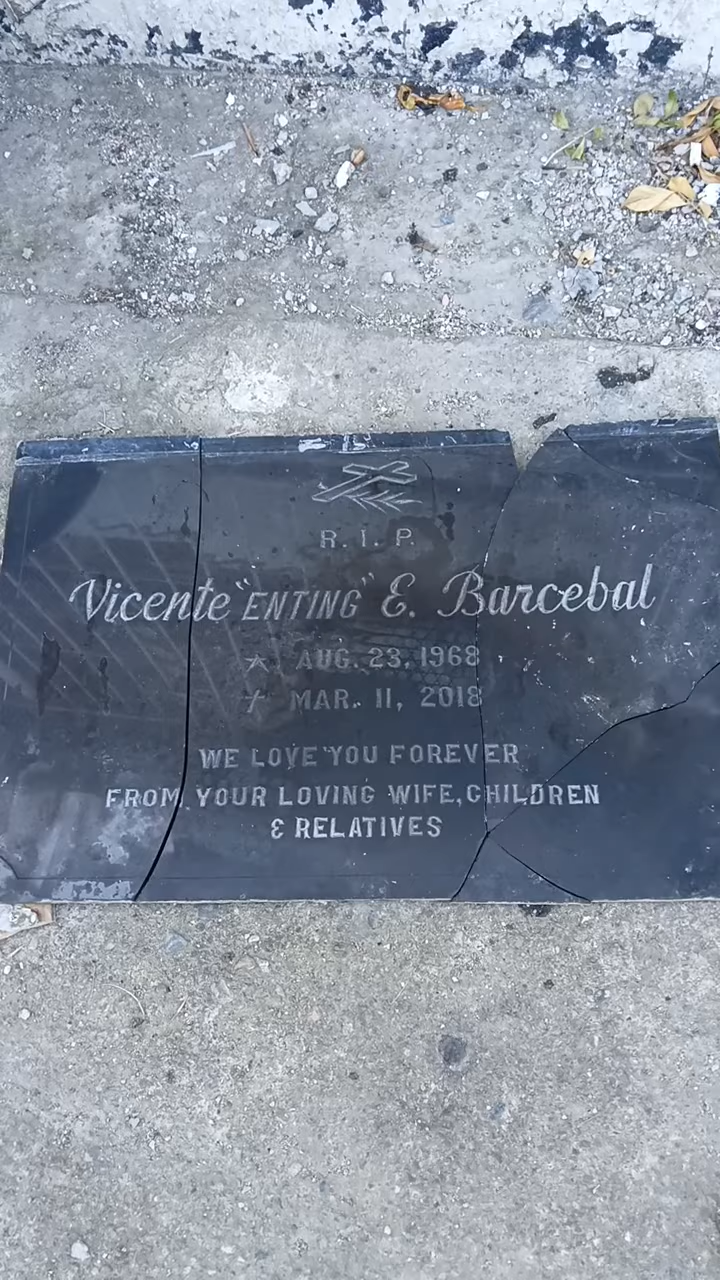 R. I. P.
Vicente "ENTING" E. Barcebal
AUG. 23, 1968
MAR. 11, 2018
WE LOVE YOU FOREVER
FROM YOUR LOVING WIFE, CHILDREN
& RELATIVES